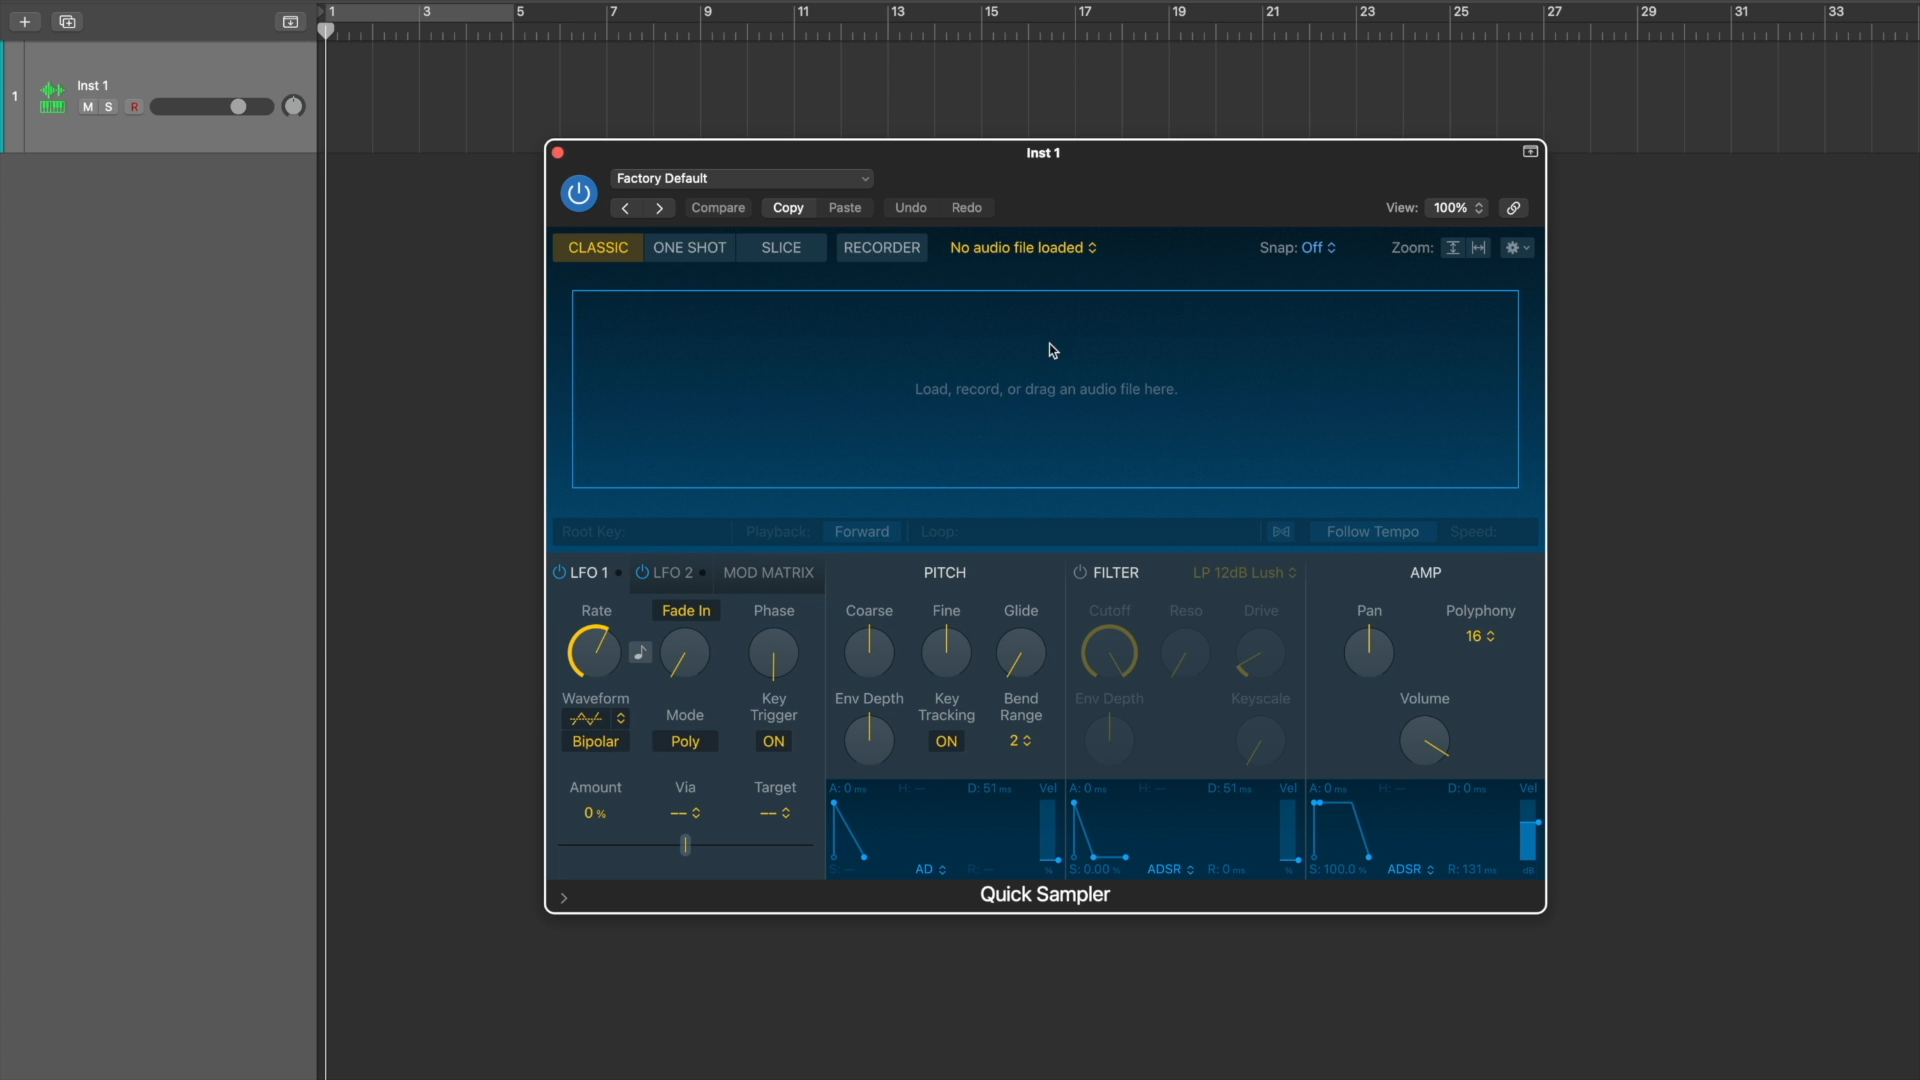 1 3 5 7 9 11 13 15 17 19 21 23 25 27 29 31 33
1
Inst 1
M S R
Inst 1
Factory Default
Compare Copy Paste Undo Redo
View: 100%
CLASSIC ONE SHOT SLICE RECORDER No audio file loaded Snap: Off Zoom:
Load, record, or drag an audio file here.
Root Key: Playback: Forward Loop: Follow Tempo Speed:
LFO 1 LFO 2 MOD MATRIX PITCH FILTER LP 12dB Lush AMP
Rate Fade In Phase Coarse Fine Glide Cutoff Reso Drive Pan Polyphony
16
Waveform Mode Key Trigger Env Depth Key Tracking Bend Range Env Depth Keyscale Volume
Bipolar Poly ON ON 2
Amount Via Target
0 % -- --
A: 0 ms H: — D: 51 ms Vel A: 0 ms H: — D: 51 ms Vel A: 0 ms H: — D: 0 ms Vel
S: — AD R: — % S: 0.00 % ADSR R: 0 ms % S: 100.0 % ADSR R: 131 ms dB
Quick Sampler